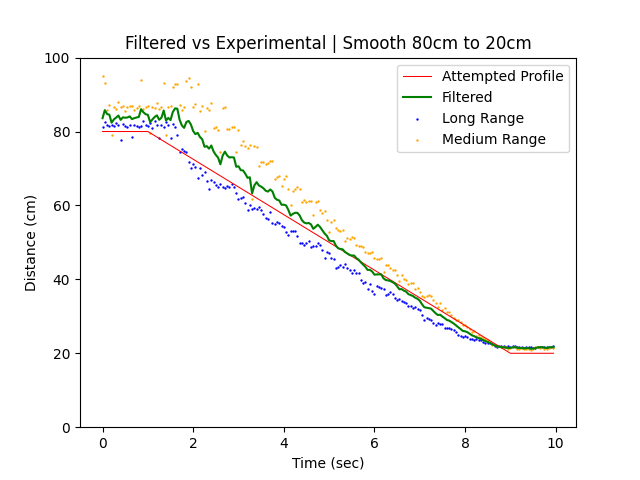 Filtered vs Experimental | Smooth 80cm to 20cm
100
80
60
40
20
0
Distance (cm)
Attempted Profile
Filtered
Long Range
Medium Range
0 2 4 6 8 10
Time (sec)